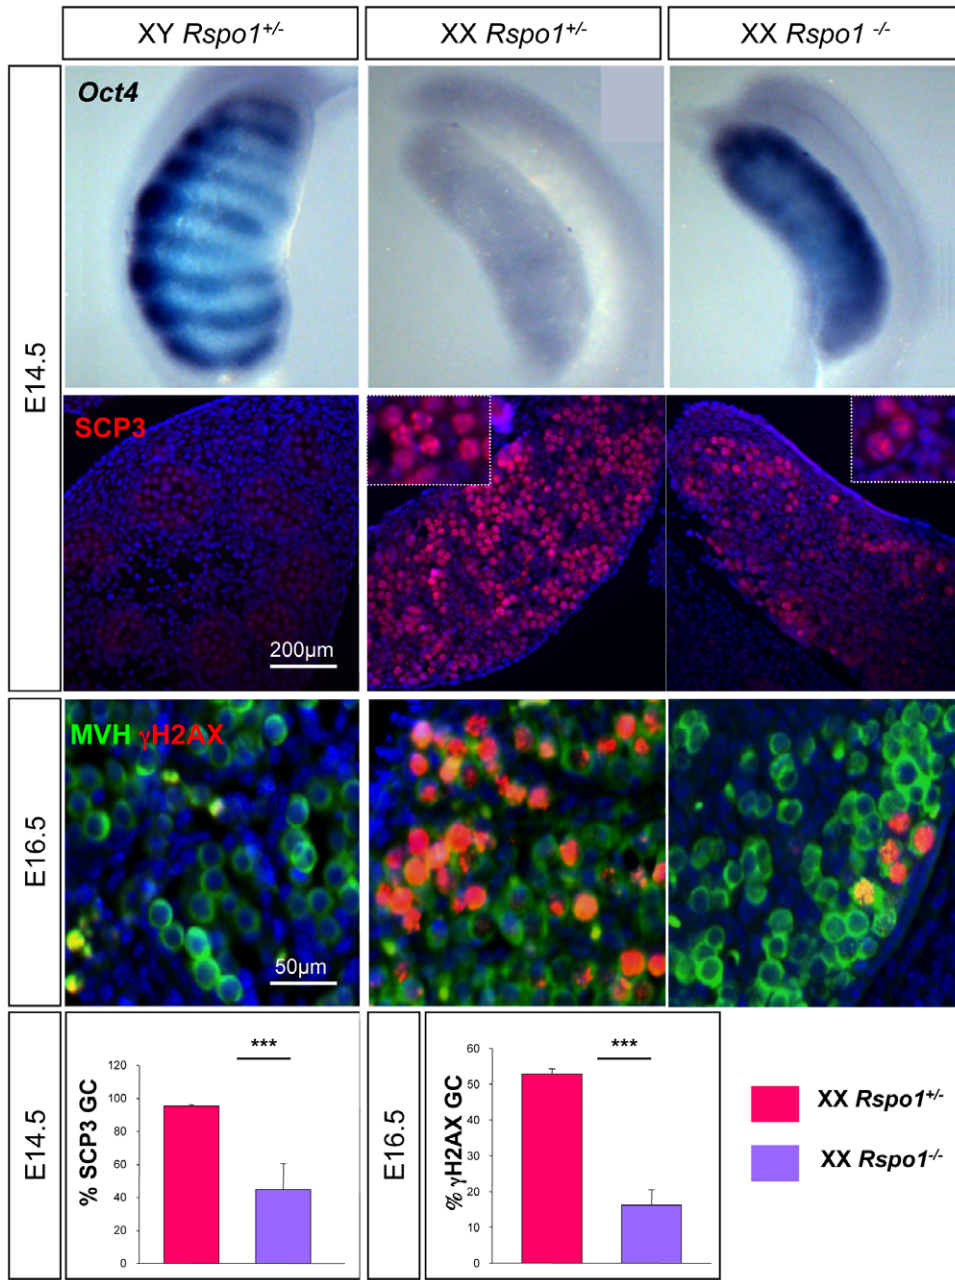 XY Rspo1+/-
XX Rspo1+/-
XX Rspo1 -/-
E14.5
Oct4
SCP3
200µm
E16.5
MVH γH2AX
50µm
E14.5
% SCP3 GC
120
100
80
60
40
20
0
***
E16.5
% γH2AX GC
60
50
40
30
20
10
0
***
XX Rspo1+/-
XX Rspo1-/-